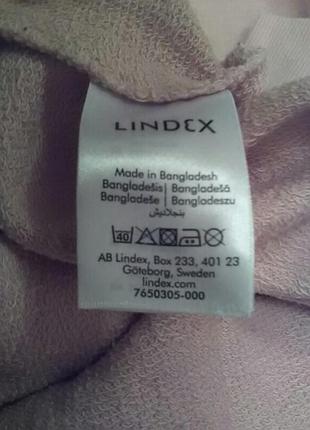 LINDEX
Made in Bangladesh
Bangladešis| Bangladešā
Bangladeše | Bangladeszu
بنجلاديش
40
AB Lindex, Box 233, 401 23
Göteborg, Sweden
lindex.com
7650305-000